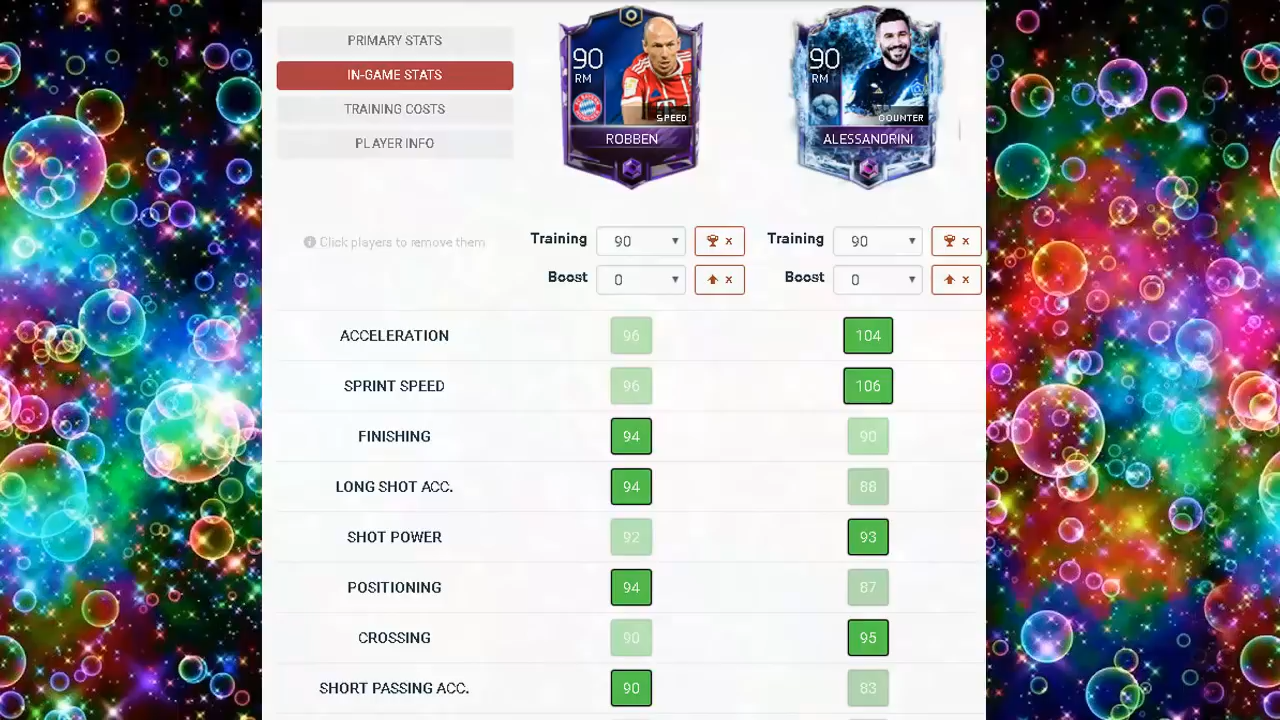 PRIMARY STATS
IN-GAME STATS
TRAINING COSTS
PLAYER INFO
90
RM
SPEED
ROBBEN
90
RM
COUNTER
ALESSANDRINI
Click players to remove them
Training 90 x Training 90 x
Boost 0 x Boost 0 x
ACCELERATION 96 104
SPRINT SPEED 96 106
FINISHING 94 90
LONG SHOT ACC. 94 88
SHOT POWER 92 93
POSITIONING 94 87
CROSSING 90 95
SHORT PASSING ACC. 90 83